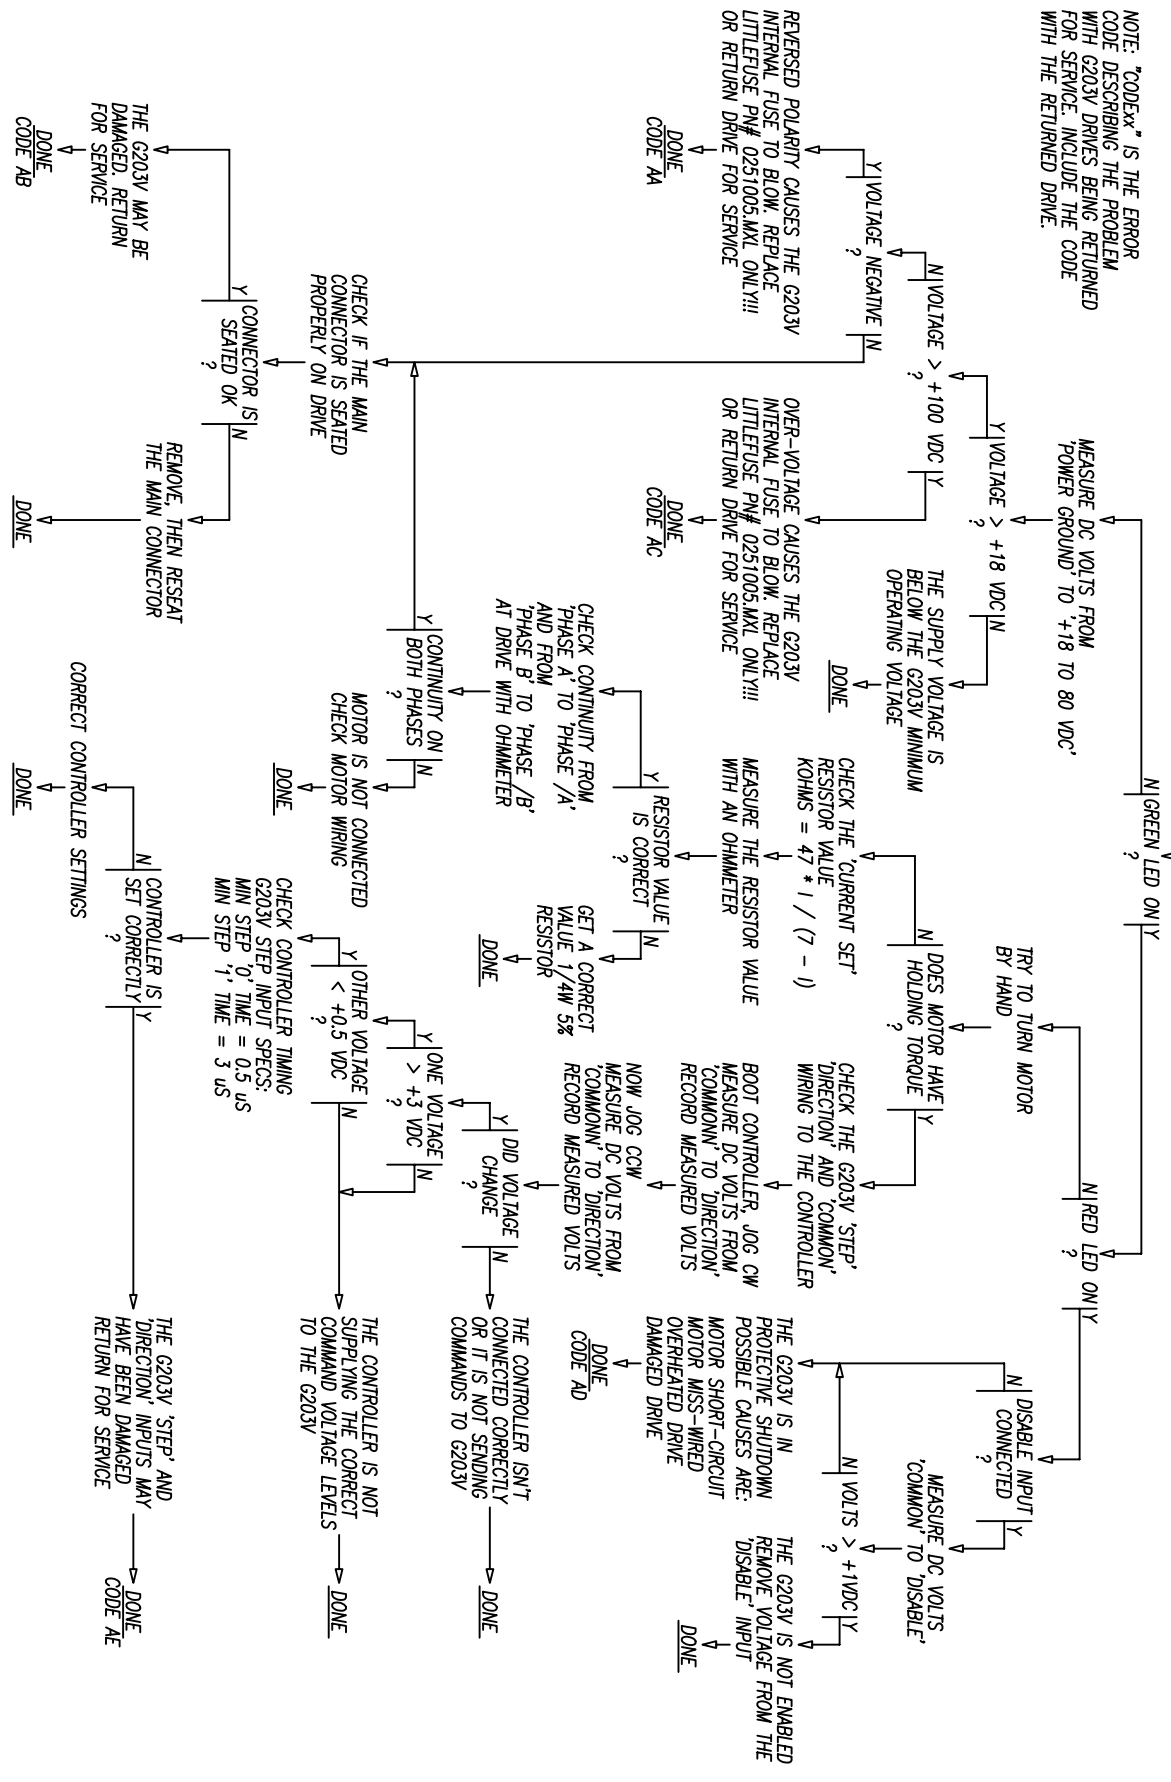 NOTE: "CODExx" IS THE ERROR
CODE DESCRIBING THE PROBLEM
WITH G203V DRIVES BEING RETURNED
FOR SERVICE. INCLUDE THE CODE
WITH THE RETURNED DRIVE.
N GREEN LED ON Y
?
MEASURE DC VOLTS FROM
'POWER GROUND' TO '+18 TO 80 VDC'
Y VOLTAGE > +18 VDC N
?
THE SUPPLY VOLTAGE IS
BELOW THE G203V MINIMUM
OPERATING VOLTAGE
DONE
N VOLTAGE > +100 VDC Y
?
Y VOLTAGE NEGATIVE N
?
REVERSED POLARITY CAUSES THE G203V
INTERNAL FUSE TO BLOW. REPLACE
LITTLEFUSE PN# 0251005.MXL ONLY!!!
OR RETURN DRIVE FOR SERVICE
DONE
CODE AA
OVER-VOLTAGE CAUSES THE G203V
INTERNAL FUSE TO BLOW. REPLACE
LITTLEFUSE PN# 0251005.MXL ONLY!!!
OR RETURN DRIVE FOR SERVICE
DONE
CODE AC
CHECK IF THE MAIN
CONNECTOR IS SEATED
PROPERLY ON DRIVE
Y CONNECTOR IS N
SEATED OK
?
THE G203V MAY BE
DAMAGED. RETURN
FOR SERVICE
DONE
CODE AB
REMOVE, THEN RESEAT
THE MAIN CONNECTOR
DONE
N RED LED ON Y
?
TRY TO TURN MOTOR
BY HAND
N DOES MOTOR HAVE Y
HOLDING TORQUE
?
CHECK THE 'CURRENT SET'
RESISTOR VALUE
KOHMS = 47 * I / (7 - I)
MEASURE THE RESISTOR VALUE
WITH AN OHMMETER
Y RESISTOR VALUE N
IS CORRECT
?
GET A CORRECT
VALUE 1/4W 5%
RESISTOR
DONE
CHECK CONTINUITY FROM
'PHASE A' TO 'PHASE /A'
AND FROM
'PHASE B' TO 'PHASE /B'
AT DRIVE WITH OHMMETER
Y CONTINUITY ON N
BOTH PHASES
?
MOTOR IS NOT CONNECTED
CHECK MOTOR WIRING
DONE
CHECK THE G203V 'STEP'
'DIRECTION' AND 'COMMON'
WIRING TO THE CONTROLLER
BOOT CONTROLLER, JOG CW
MEASURE DC VOLTS FROM
'COMMONN' TO 'DIRECTION'
RECORD MEASURED VOLTS
NOW JOG CCW
MEASURE DC VOLTS FROM
'COMMONN' TO 'DIRECTION'
RECORD MEASURED VOLTS
Y DID VOLTAGE N
CHANGE
?
THE CONTROLLER ISN'T
CONNECTED CORRECTLY
OR IT IS NOT SENDING
COMMANDS TO G203V
DONE
Y ONE VOLTAGE N
> +3 VDC
?
Y OTHER VOLTAGE N
< +0.5 VDC
?
THE CONTROLLER IS NOT
SUPPLYING THE CORRECT
COMMAND VOLTAGE LEVELS
TO THE G203V
DONE
CHECK CONTROLLER TIMING
G203V STEP INPUT SPECS:
MIN STEP '0' TIME = 0.5 uS
MIN STEP '1' TIME = 3 uS
N CONTROLLER IS Y
SET CORRECTLY
?
CORRECT CONTROLLER SETTINGS
DONE
THE G203V 'STEP' AND
'DIRECTION' INPUTS MAY
HAVE BEEN DAMAGED
RETURN FOR SERVICE
DONE
CODE AE
N DISABLE INPUT Y
CONNECTED
?
MEASURE DC VOLTS
'COMMON' TO 'DISABLE'
N VOLTS > +1VDC Y
?
THE G203V IS IN
PROTECTIVE SHUTDOWN
POSSIBLE CAUSES ARE:
MOTOR SHORT-CIRCUIT
MOTOR MISS-WIRED
OVERHEATED DRIVE
DAMAGED DRIVE
DONE
CODE AD
THE G203V IS NOT ENABLED
REMOVE VOLTAGE FROM THE
'DISABLE' INPUT
DONE